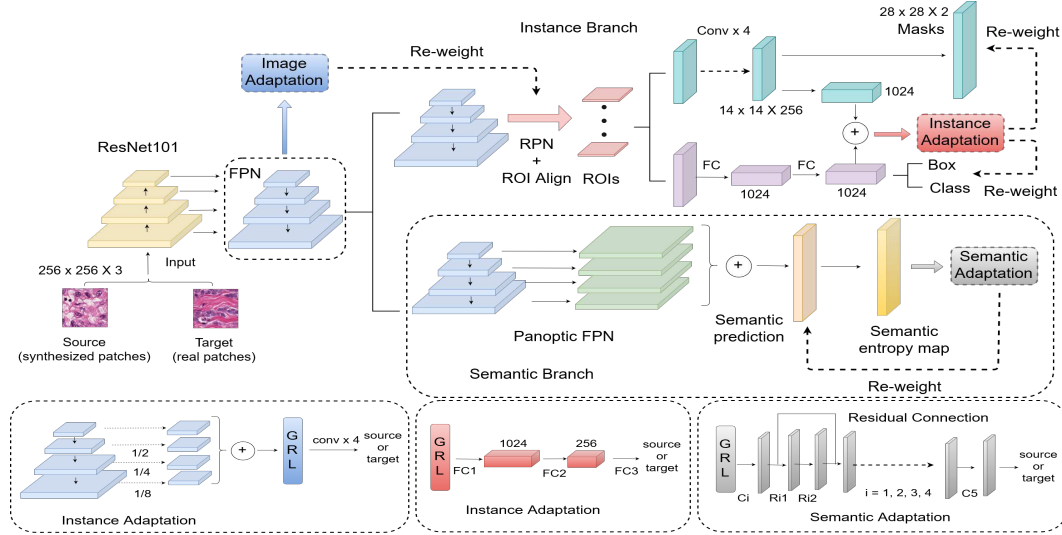 Instance Branch
Re-weight
Image
Adaptation
Conv x 4
28 x 28 X 2
Masks
Re-weight
14 x 14 X 256
1024
+
Instance
Adaptation
ResNet101
FPN
RPN
+
ROI Align
ROIs
FC
FC
1024
1024
Box
Class
Re-weight
Input
256 x 256 X 3
Source
(synthesized patches)
Target
(real patches)
Panoptic FPN
+
Semantic
prediction
Semantic
entropy map
Semantic
Adaptation
Semantic Branch
Re-weight
1/2
1/4
1/8
+
G
R
L
conv x 4
source
or
target
Instance Adaptation
G
R
L
FC1
1024
FC2
256
FC3
source
or
target
Instance Adaptation
G
R
L
Residual Connection
Ci
Ri1
Ri2
i = 1, 2, 3, 4
C5
source
or
target
Semantic Adaptation